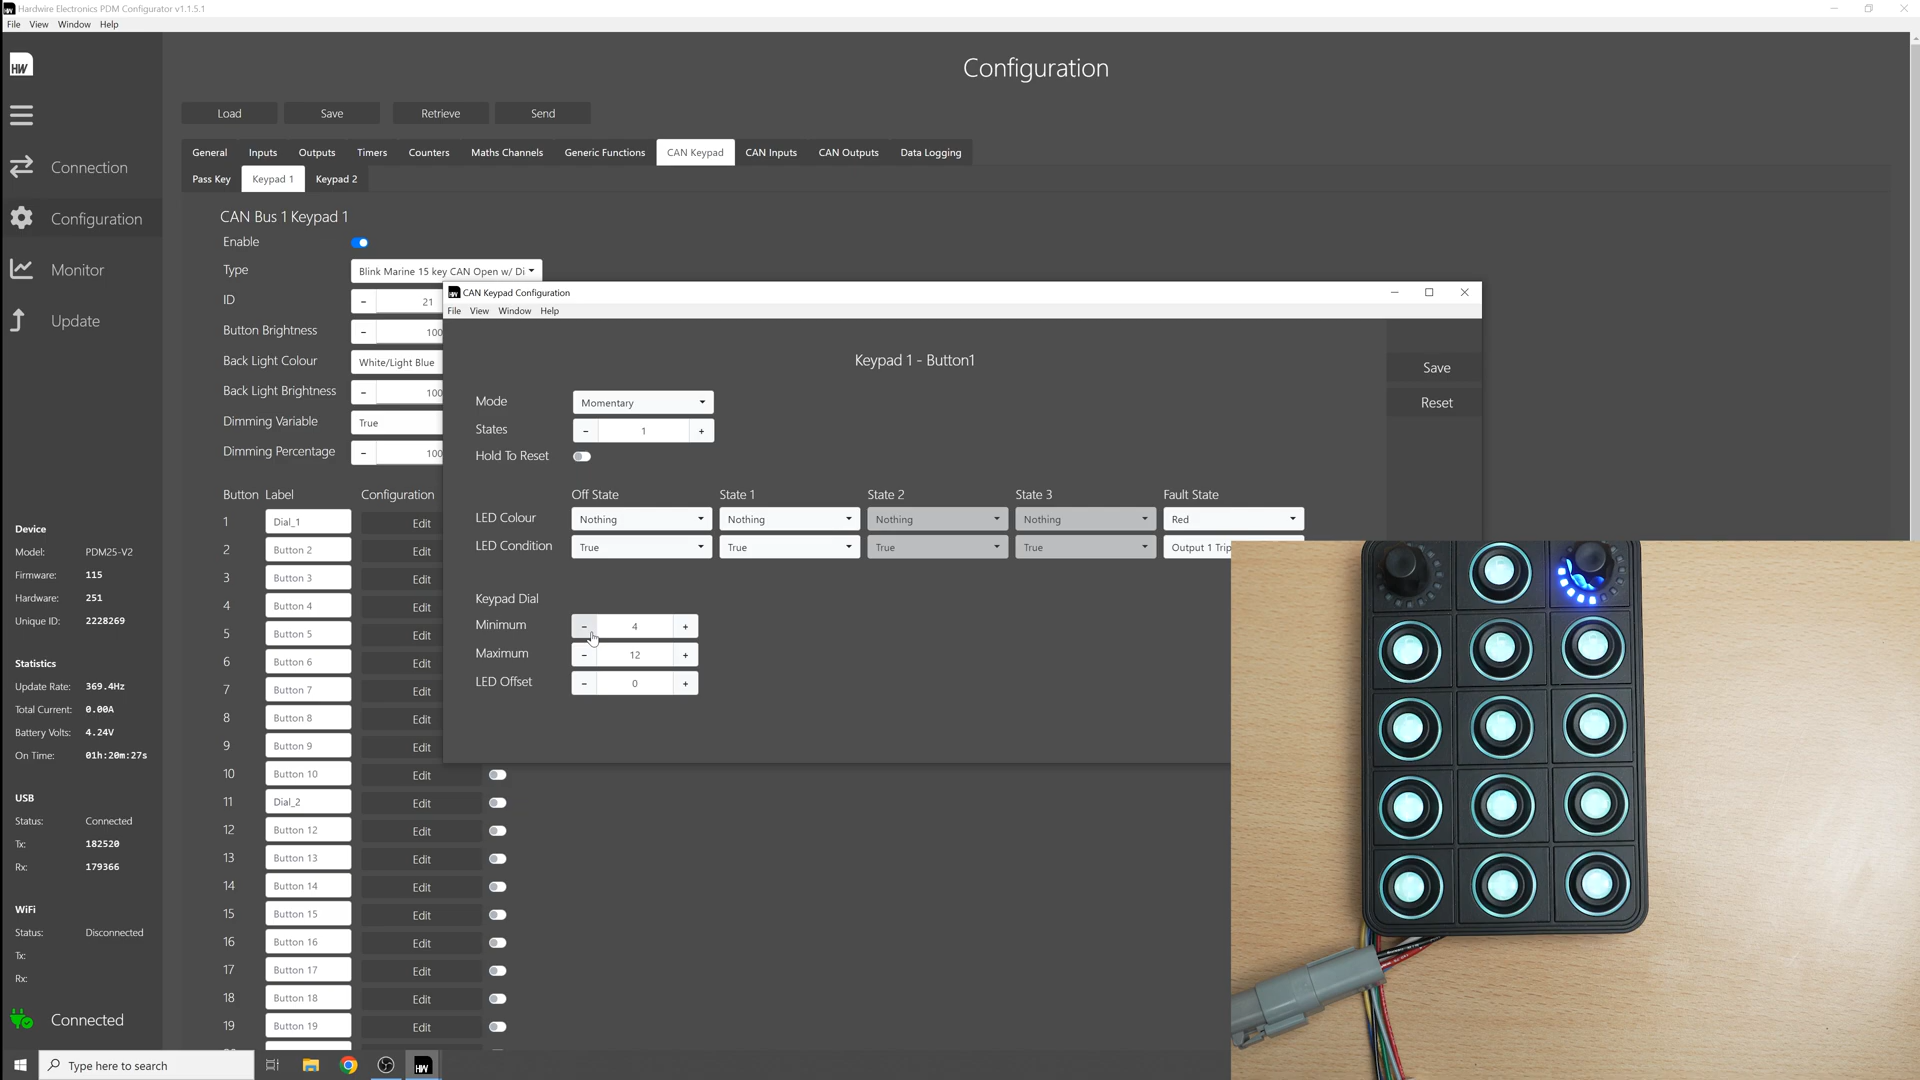 Hardwire Electronics PDM Configurator v1.1.5.1
File View Window Help
HW
Configuration
Load Save Retrieve Send
General Inputs Outputs Timers Counters Maths Channels Generic Functions CAN Keypad CAN Inputs CAN Outputs Data Logging
Pass Key Keypad 1 Keypad 2
Connection
Configuration
Monitor
Update
CAN Bus 1 Keypad 1
Enable
Type Blink Marine 15 key CAN Open w/ Di
ID - 21
Button Brightness - 100
Back Light Colour White/Light Blue
Back Light Brightness - 100
Dimming Variable True
Dimming Percentage - 100
Button Label Configuration
1 Dial_1 Edit
2 Button 2 Edit
3 Button 3 Edit
4 Button 4 Edit
5 Button 5 Edit
6 Button 6 Edit
7 Button 7 Edit
8 Button 8 Edit
9 Button 9 Edit
10 Button 10 Edit
11 Dial_2 Edit
12 Button 12 Edit
13 Button 13 Edit
14 Button 14 Edit
15 Button 15 Edit
16 Button 16 Edit
17 Button 17 Edit
18 Button 18 Edit
19 Button 19 Edit
HW CAN Keypad Configuration
File View Window Help
Keypad 1 - Button1
Save
Reset
Mode Momentary
States - 1 +
Hold To Reset
Off State State 1 State 2 State 3 Fault State
LED Colour Nothing Nothing Nothing Nothing Red
LED Condition True True True True Output 1 Trip
Keypad Dial
Minimum - 4 +
Maximum - 12 +
LED Offset - 0 +
Device
Model: PDM25-V2
Firmware: 115
Hardware: 251
Unique ID: 2228269
Statistics
Update Rate: 369.4Hz
Total Current: 0.00A
Battery Volts: 4.24V
On Time: 01h:20m:27s
USB
Status: Connected
Tx: 182520
Rx: 179366
WiFi
Status: Disconnected
Tx:
Rx:
Connected
Type here to search
HW